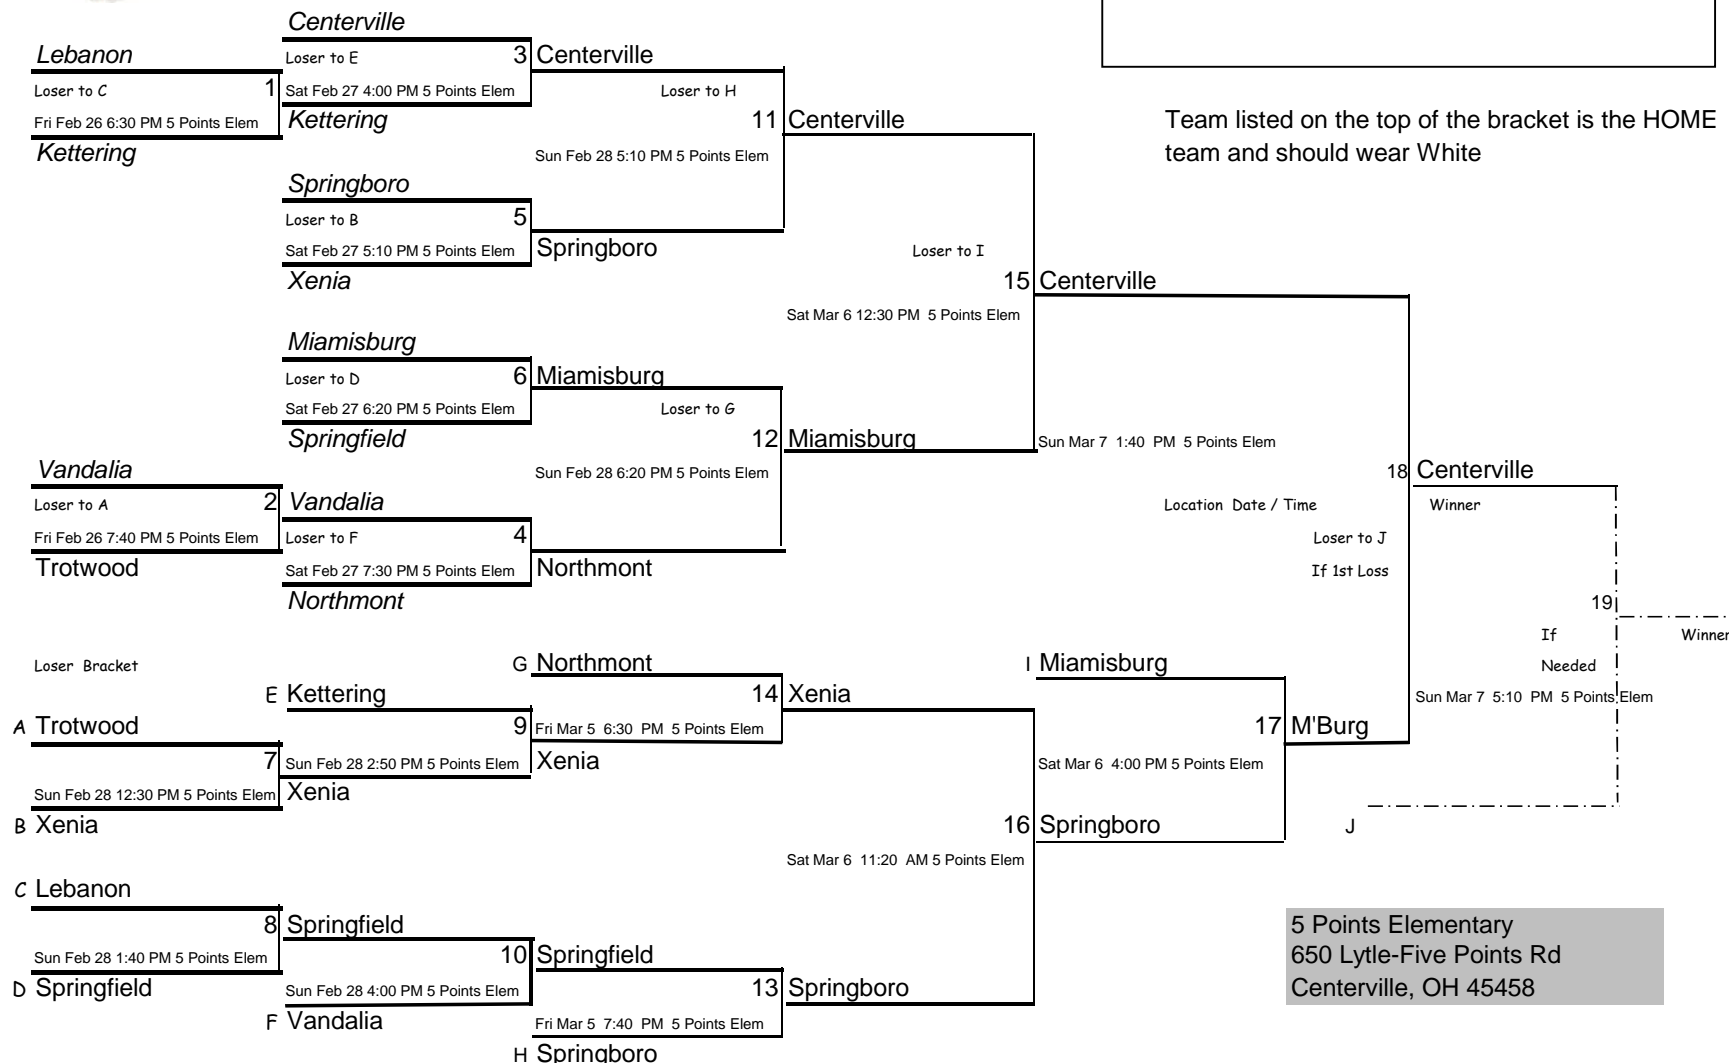 Centerville
Lebanon
Loser to E
3 Centerville
Loser to C
1
Sat Feb 27 4:00 PM 5 Points Elem
Loser to H
Fri Feb 26 6:30 PM 5 Points Elem
Kettering
11 Centerville
Team listed on the top of the bracket is the HOME
team and should wear White
Kettering
Sun Feb 28 5:10 PM 5 Points Elem
Springboro
Loser to B
5
Sat Feb 27 5:10 PM 5 Points Elem
Springboro
Loser to I
Xenia
15 Centerville
Sat Mar 6 12:30 PM 5 Points Elem
Miamisburg
Loser to D
6 Miamisburg
Sat Feb 27 6:20 PM 5 Points Elem
Loser to G
Springfield
12 Miamisburg
Sun Mar 7 1:40 PM 5 Points Elem
Vandalia
Sun Feb 28 6:20 PM 5 Points Elem
18 Centerville
Loser to A
2 Vandalia
Location Date / Time
Winner
Fri Feb 26 7:40 PM 5 Points Elem
Loser to F
4
Loser to J
Trotwood
Sat Feb 27 7:30 PM 5 Points Elem
Northmont
If 1st Loss
Northmont
19
If
Winner
Loser Bracket
G Northmont
I Miamisburg
Needed
E Kettering
14 Xenia
Sun Mar 7 5:10 PM 5 Points Elem
A Trotwood
9
Fri Mar 5 6:30 PM 5 Points Elem
17 M'Burg
7
Sun Feb 28 2:50 PM 5 Points Elem
Xenia
Sat Mar 6 4:00 PM 5 Points Elem
Sun Feb 28 12:30 PM 5 Points Elem
Xenia
B Xenia
16 Springboro
J
Sat Mar 6 11:20 AM 5 Points Elem
C Lebanon
8 Springfield
5 Points Elementary
650 Lytle-Five Points Rd
Centerville, OH 45458
Sun Feb 28 1:40 PM 5 Points Elem
10 Springfield
D Springfield
Sun Feb 28 4:00 PM 5 Points Elem
13 Springboro
F Vandalia
Fri Mar 5 7:40 PM 5 Points Elem
H Springboro